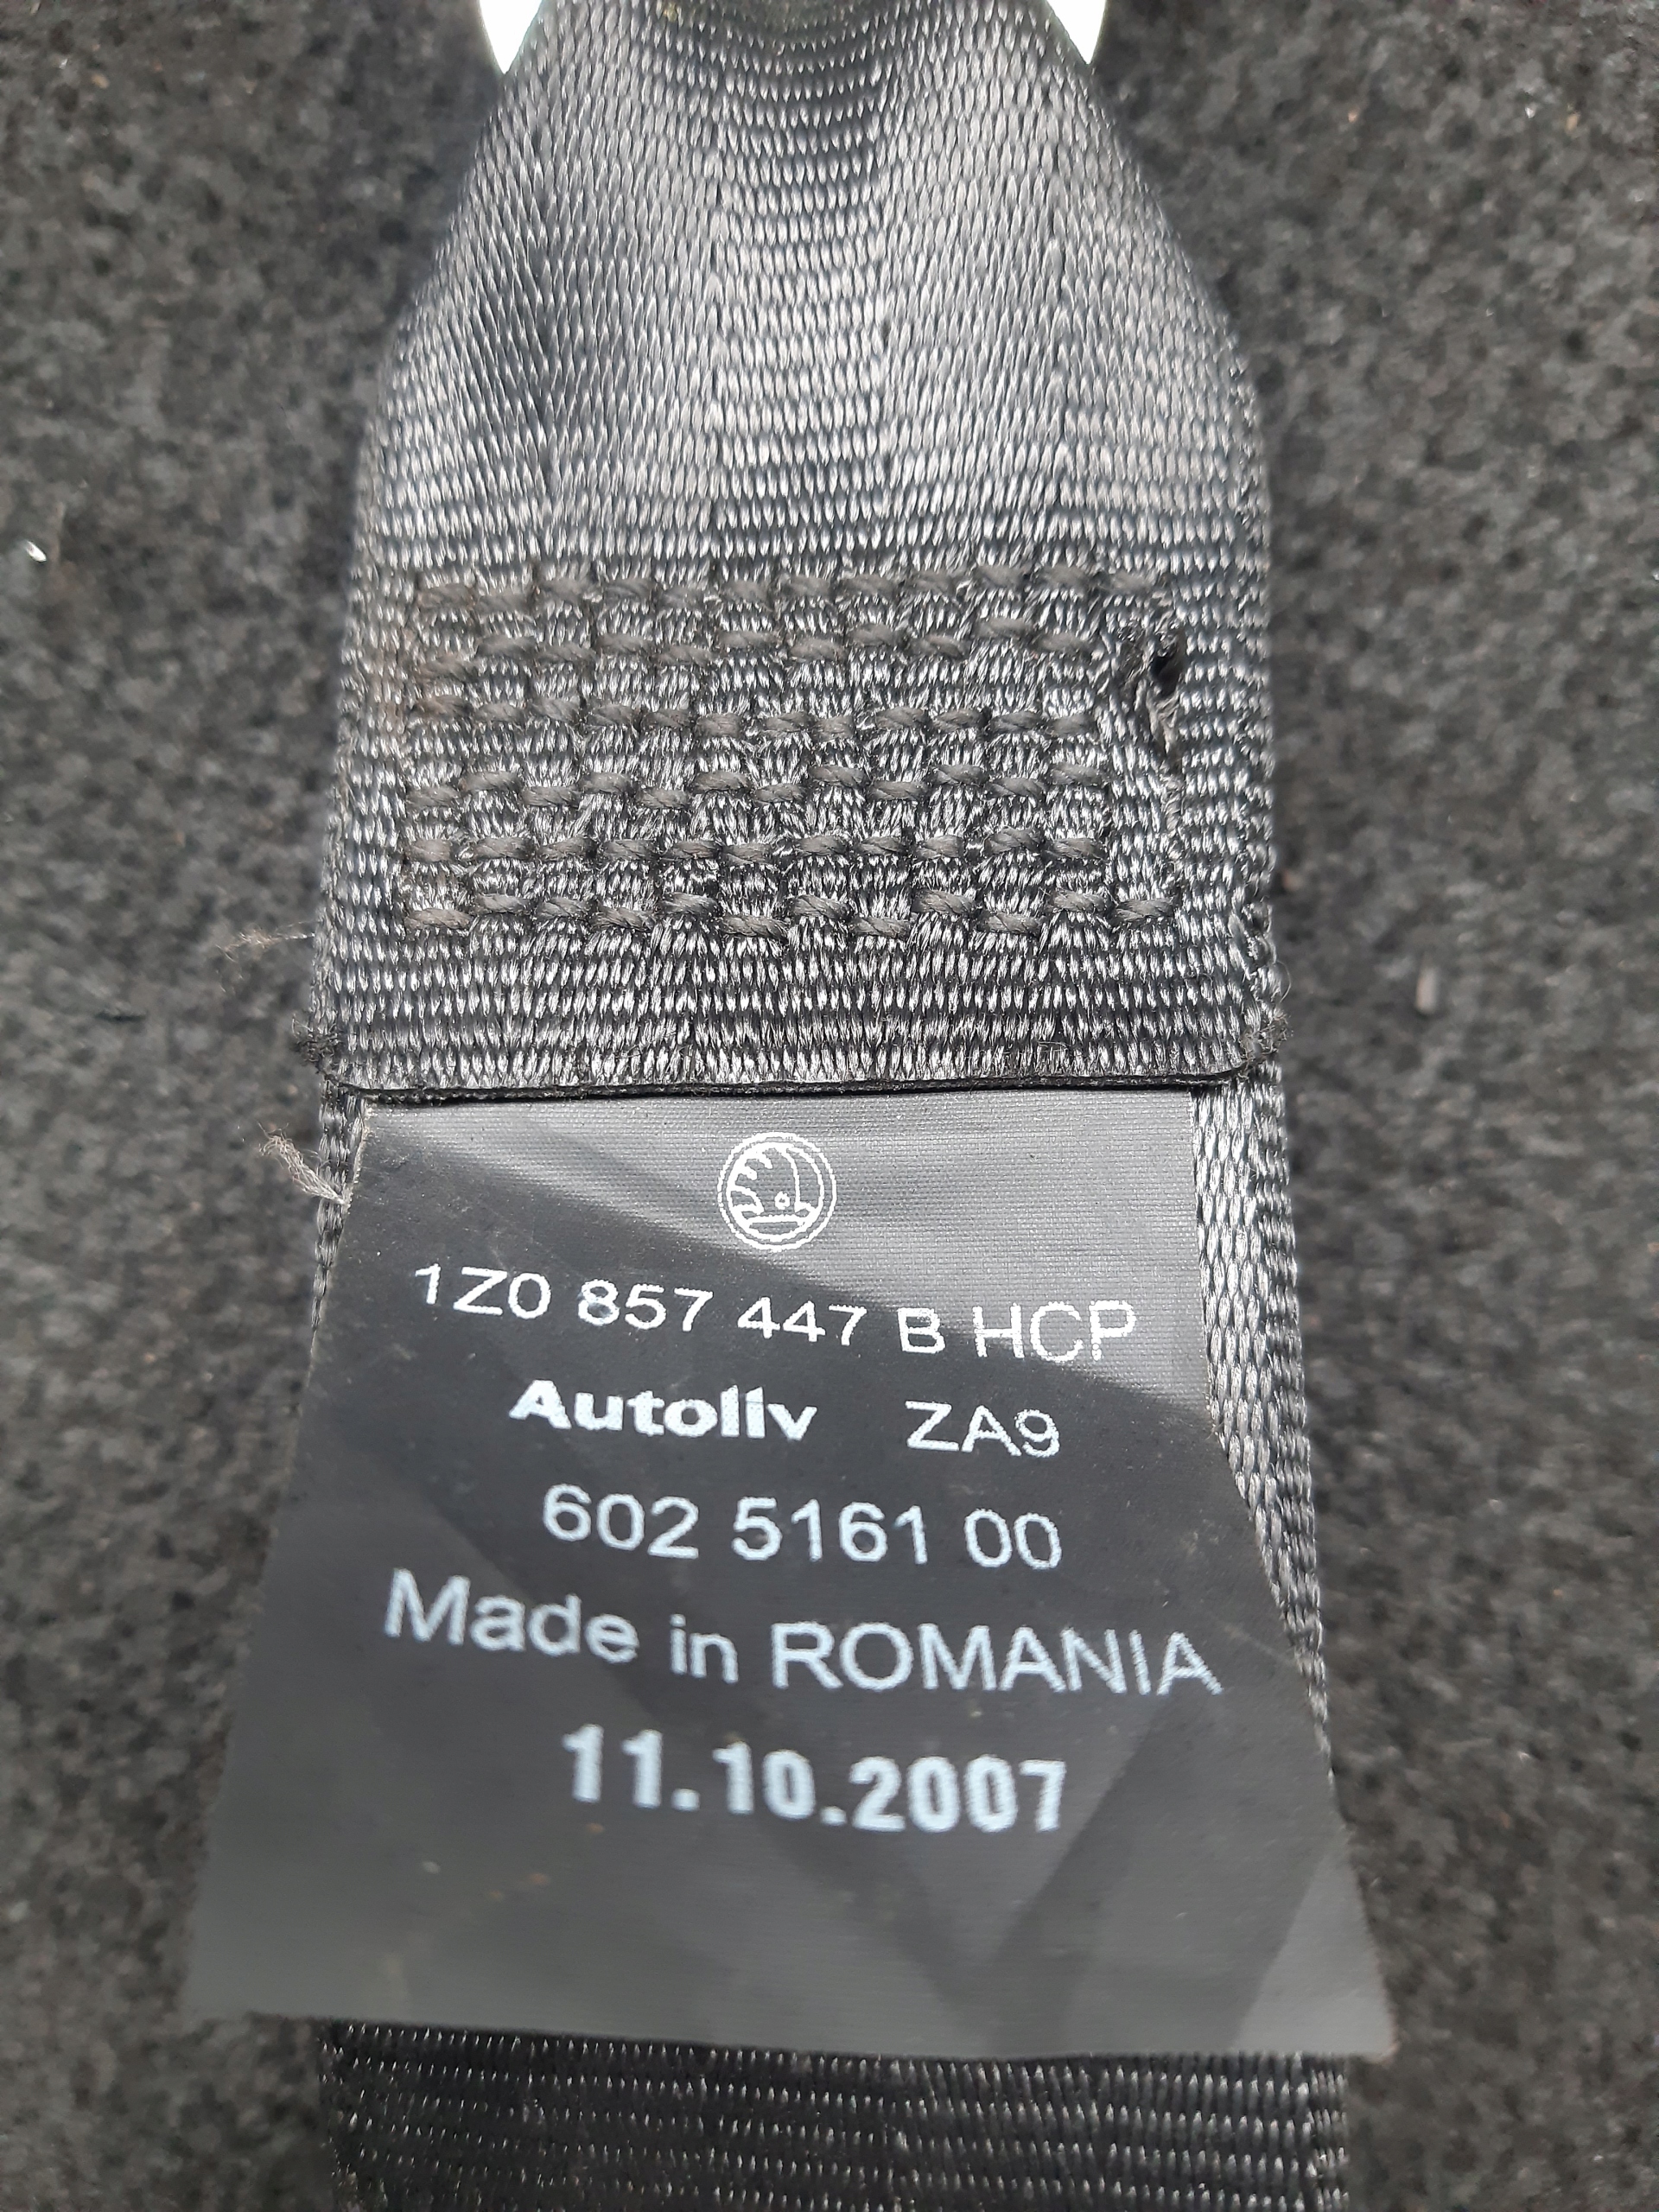 1Z0 857 447 B HCP
Autoliv ZA9
602 5161 00
Made in ROMANIA
11.10.2007